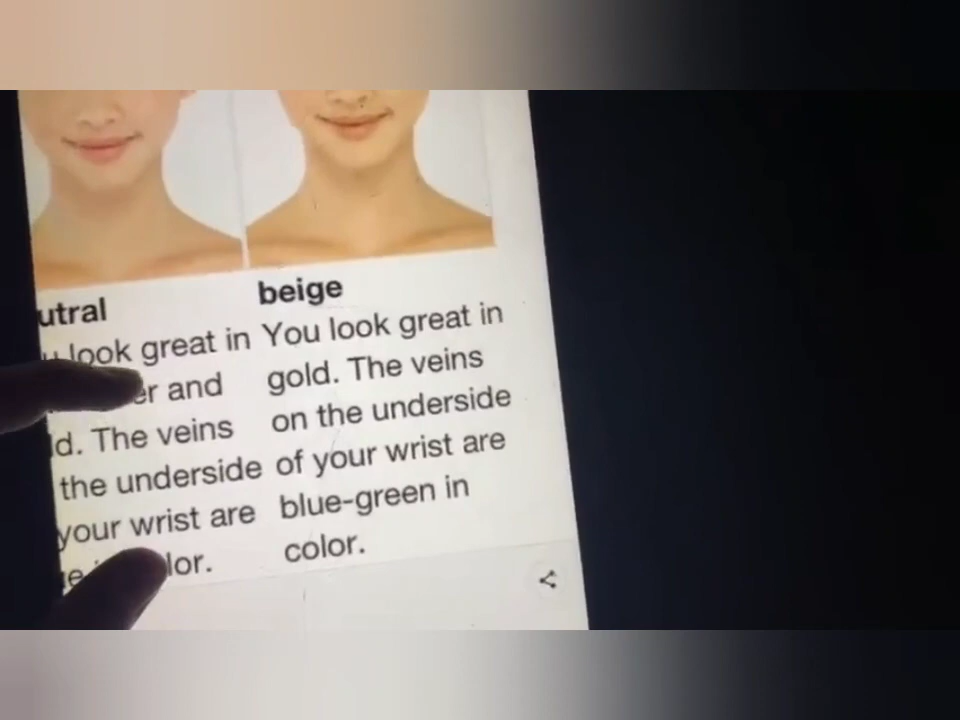 utral
look great in
er and
d. The veins
the underside
your wrist are
lor.
beige
You look great in
gold. The veins
on the underside
of your wrist are
blue-green in
color.